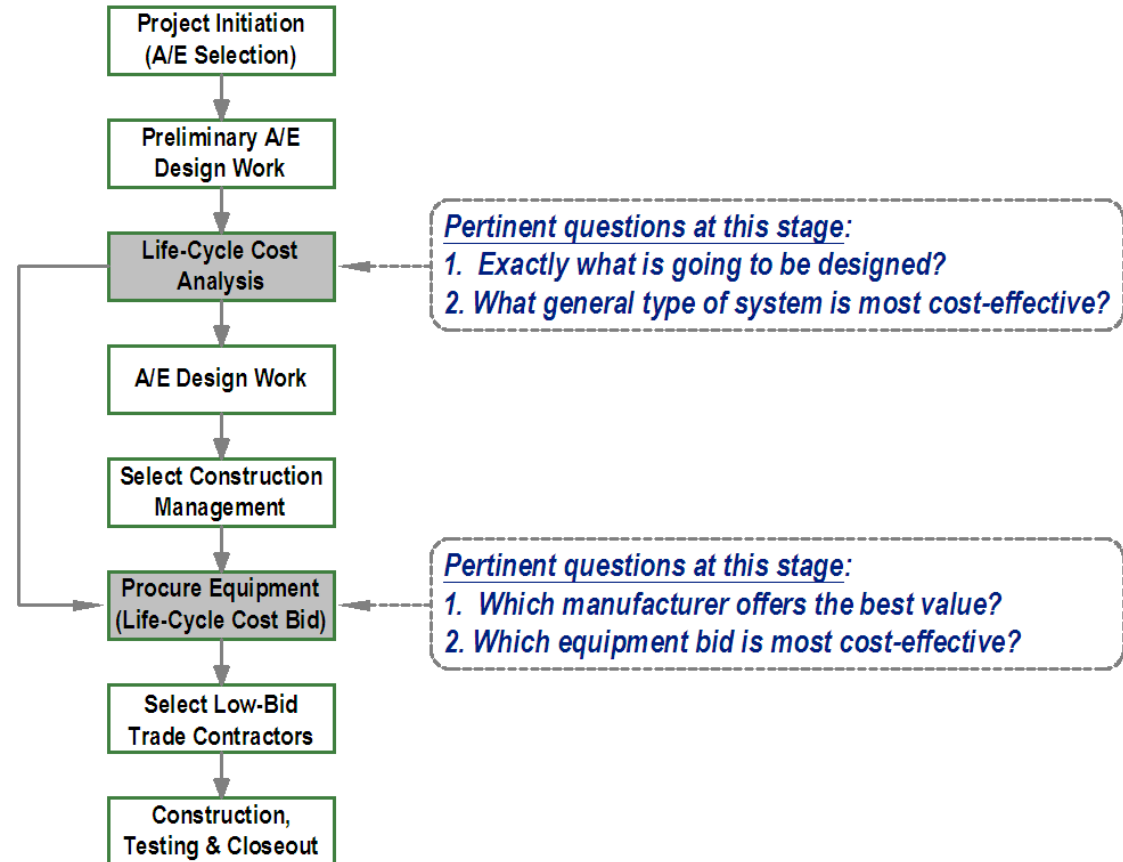 Project Initiation
(A/E Selection)
Preliminary A/E
Design Work
Life-Cycle Cost
Analysis
Pertinent questions at this stage:
1. Exactly what is going to be designed?
2. What general type of system is most cost-effective?
A/E Design Work
Select Construction
Management
Procure Equipment
(Life-Cycle Cost Bid)
Pertinent questions at this stage:
1. Which manufacturer offers the best value?
2. Which equipment bid is most cost-effective?
Select Low-Bid
Trade Contractors
Construction,
Testing & Closeout